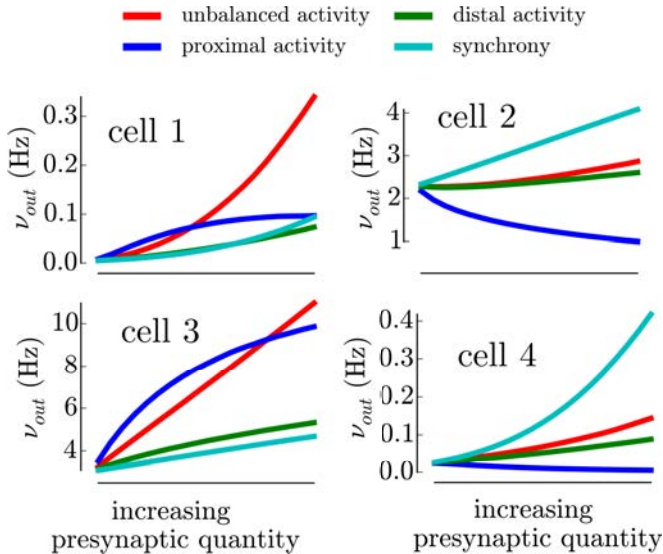 unbalanced activity
proximal activity
distal activity
synchrony
cell 1
0.3
0.2
0.1
0.0
ν_out (Hz)
cell 2
4
3
2
1
ν_out (Hz)
cell 3
10
8
6
4
ν_out (Hz)
increasing
presynaptic quantity
cell 4
0.4
0.3
0.2
0.1
0.0
ν_out (Hz)
increasing
presynaptic quantity